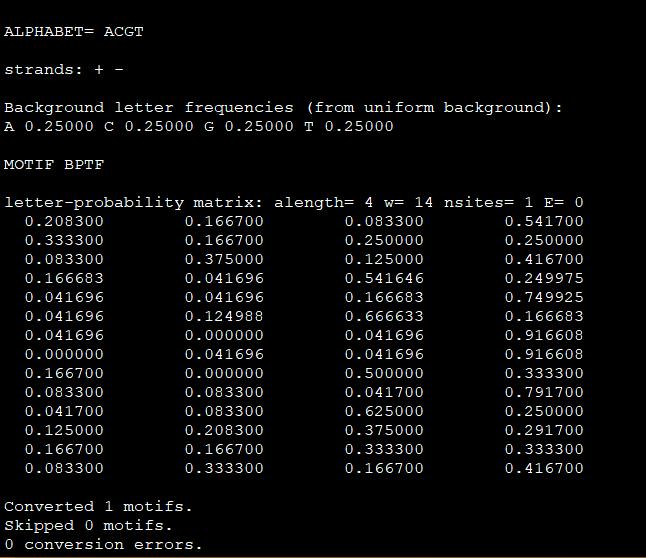 ALPHABET= ACGT
strands: + -
Background letter frequencies (from uniform background):
A 0.25000 C 0.25000 G 0.25000 T 0.25000
MOTIF BPTF
letter-probability matrix: alength= 4 w= 14 nsites= 1 E= 0
0.208300 0.166700 0.083300 0.541700
0.333300 0.166700 0.250000 0.250000
0.083300 0.375000 0.125000 0.416700
0.166683 0.041696 0.541646 0.249975
0.041696 0.041696 0.166683 0.749925
0.041696 0.124988 0.666633 0.166683
0.041696 0.000000 0.041696 0.916608
0.000000 0.041696 0.041696 0.916608
0.166700 0.000000 0.500000 0.333300
0.083300 0.083300 0.041700 0.791700
0.041700 0.083300 0.625000 0.250000
0.125000 0.208300 0.375000 0.291700
0.166700 0.166700 0.333300 0.333300
0.083300 0.333300 0.166700 0.416700
Converted 1 motifs.
Skipped 0 motifs.
0 conversion errors.